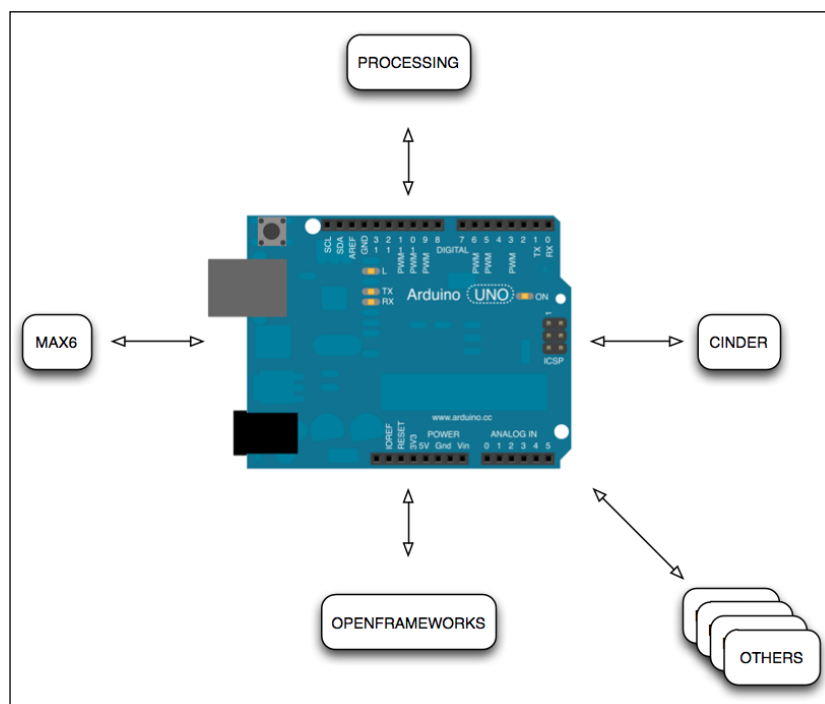 PROCESSING
SCL
SDA
AREF
GND
13
12
PWM 11
PWM 10
PWM 9
8
DIGITAL
7
PWM 6
PWM 5
4
PWM 3
2
TX 1
RX 0
L
TX
RX
Arduino UNO ON
1
ICSP
MAX6
CINDER
www.arduino.cc
POWER
ANALOG IN
IOREF
RESET
3V3
5V Gnd Vin
0 1 2 3 4 5
OPENFRAMEWORKS
OTHERS